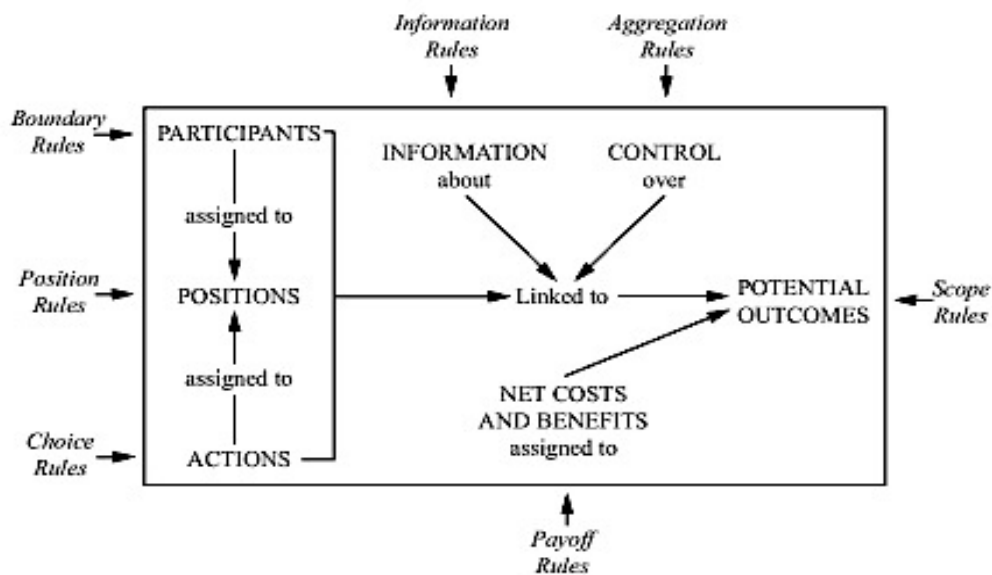 Information
Rules
Aggregation
Rules
Boundary
Rules
PARTICIPANTS
INFORMATION
about
CONTROL
over
assigned to
Position
Rules
POSITIONS
Linked to
POTENTIAL
OUTCOMES
Scope
Rules
assigned to
NET COSTS
AND BENEFITS
assigned to
Choice
Rules
ACTIONS
Payoff
Rules